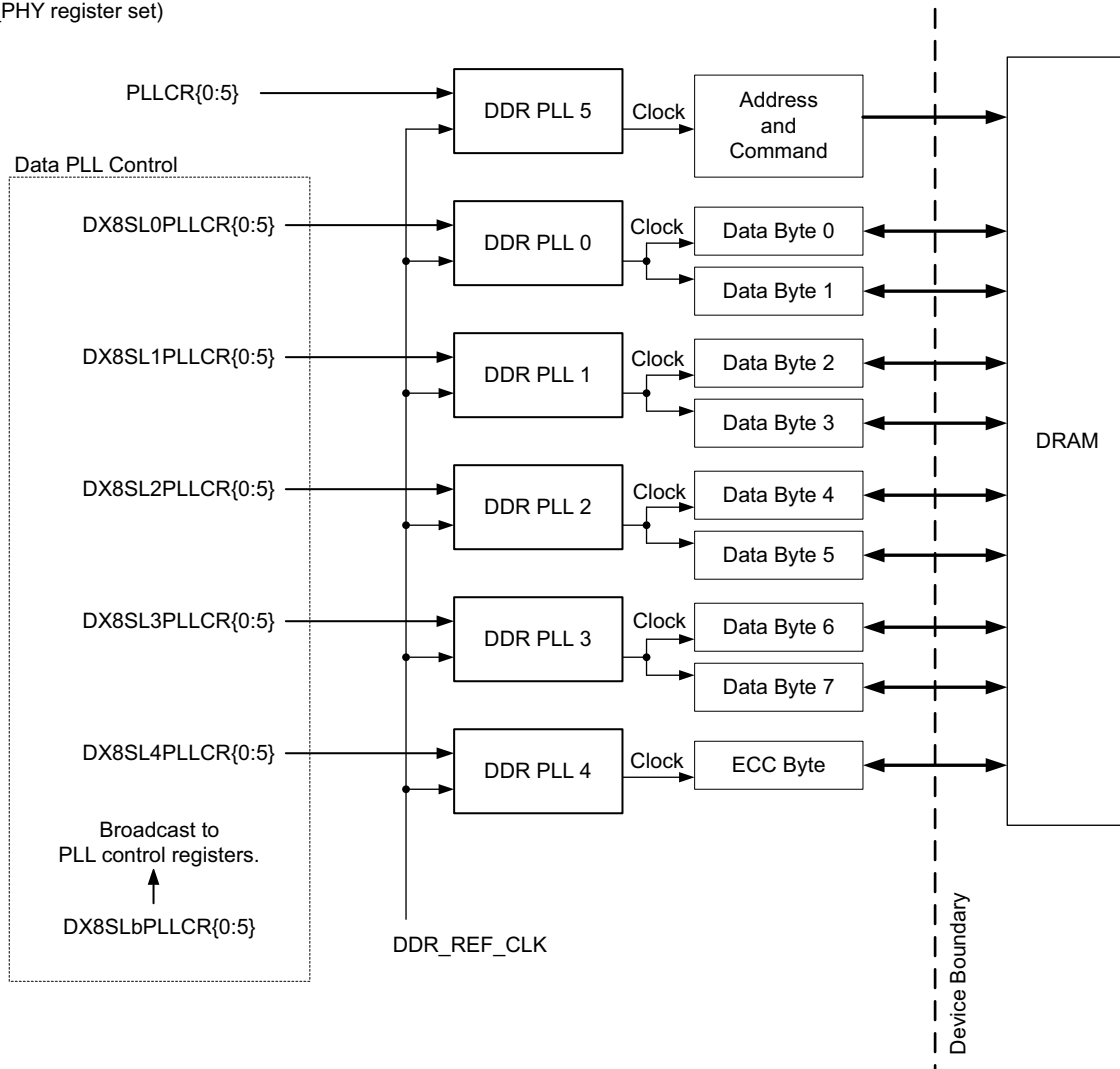 PHY register set)
PLLCR{0:5}
DDR PLL 5
Clock
Address
and
Command
Data PLL Control
DX8SL0PLLCR{0:5}
DDR PLL 0
Clock
Data Byte 0
Data Byte 1
DX8SL1PLLCR{0:5}
DDR PLL 1
Clock
Data Byte 2
Data Byte 3
DRAM
DX8SL2PLLCR{0:5}
DDR PLL 2
Clock
Data Byte 4
Data Byte 5
DX8SL3PLLCR{0:5}
DDR PLL 3
Clock
Data Byte 6
Data Byte 7
DX8SL4PLLCR{0:5}
DDR PLL 4
Clock
ECC Byte
Broadcast to
PLL control registers.
DX8SLbPLLCR{0:5}
DDR_REF_CLK
Device Boundary